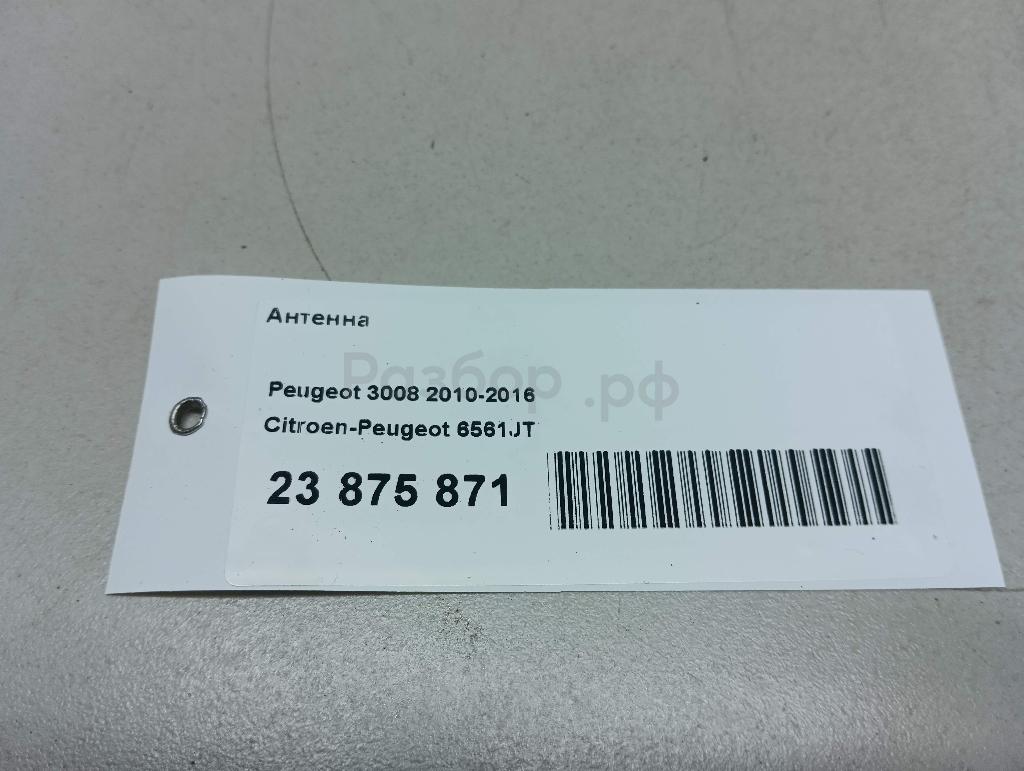 Антенна
Разбор.рф
Peugeot 3008 2010-2016
Citroen-Peugeot 6561JT
23 875 871